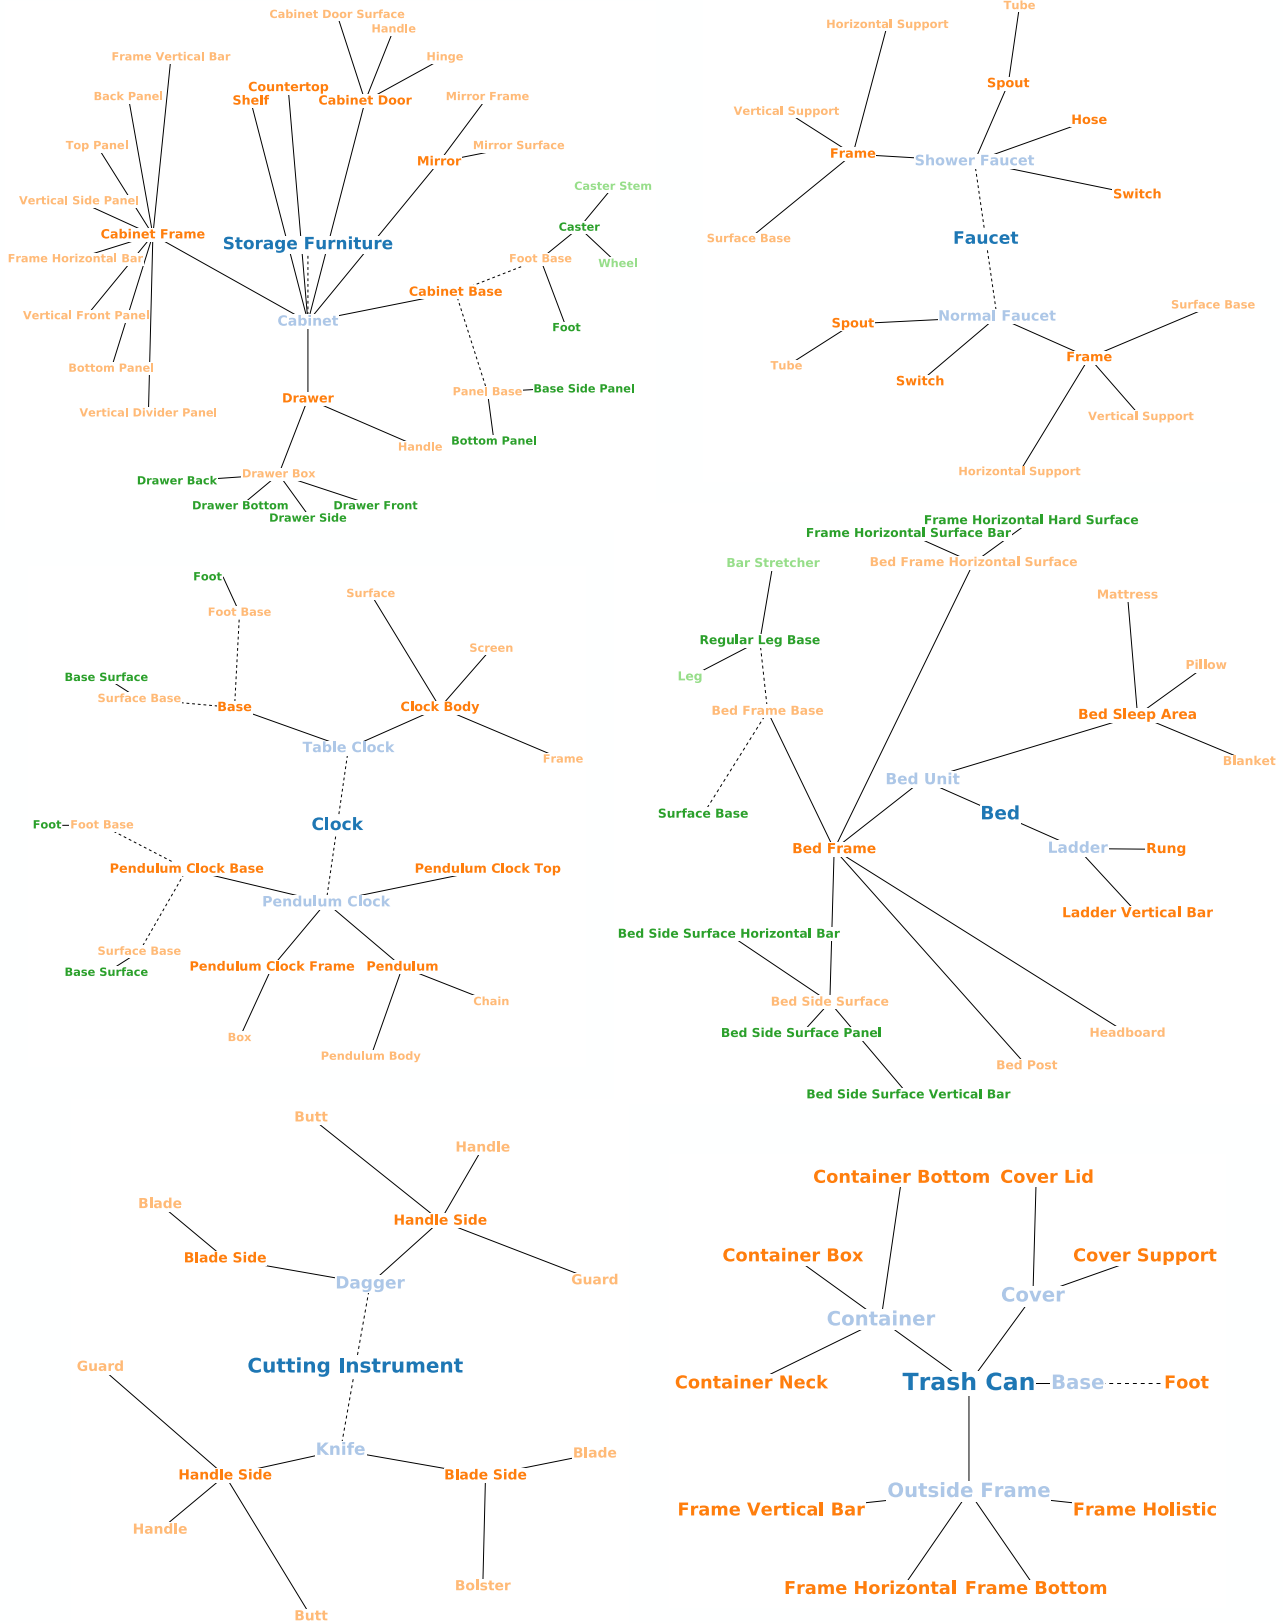 Cabinet Door Surface
Handle
Frame Vertical Bar
Hinge
Back Panel
Countertop
Shelf
Cabinet Door
Mirror Frame
Top Panel
Mirror Surface
Mirror
Caster Stem
Vertical Side Panel
Caster
Cabinet Frame
Storage Furniture
Frame Horizontal Bar
Foot Base
Wheel
Cabinet Base
Vertical Front Panel
Cabinet
Foot
Bottom Panel
Panel Base
Base Side Panel
Drawer
Vertical Divider Panel
Handle
Bottom Panel
Drawer Box
Drawer Back
Drawer Bottom
Drawer Front
Drawer Side
Tube
Horizontal Support
Spout
Vertical Support
Hose
Frame
Shower Faucet
Switch
Surface Base
Faucet
Surface Base
Normal Faucet
Spout
Frame
Tube
Switch
Vertical Support
Horizontal Support
Foot
Surface
Foot Base
Screen
Base Surface
Surface Base
Base
Clock Body
Table Clock
Frame
Clock
Foot
Foot Base
Pendulum Clock Base
Pendulum Clock Top
Pendulum Clock
Surface Base
Base Surface
Pendulum Clock Frame
Pendulum
Chain
Box
Pendulum Body
Frame Horizontal Hard Surface
Frame Horizontal Surface Bar
Bar Stretcher
Bed Frame Horizontal Surface
Mattress
Regular Leg Base
Pillow
Leg
Bed Frame Base
Bed Sleep Area
Blanket
Bed Unit
Surface Base
Bed
Bed Frame
Ladder
Rung
Ladder Vertical Bar
Bed Side Surface Horizontal Bar
Bed Side Surface
Bed Side Surface Panel
Headboard
Bed Post
Bed Side Surface Vertical Bar
Butt
Handle
Blade
Handle Side
Blade Side
Dagger
Guard
Cutting Instrument
Guard
Knife
Blade
Handle Side
Blade Side
Handle
Bolster
Butt
Container Bottom
Cover Lid
Container Box
Cover Support
Cover
Container
Container Neck
Trash Can
Base
Foot
Outside Frame
Frame Vertical Bar
Frame Holistic
Frame Horizontal
Frame Bottom